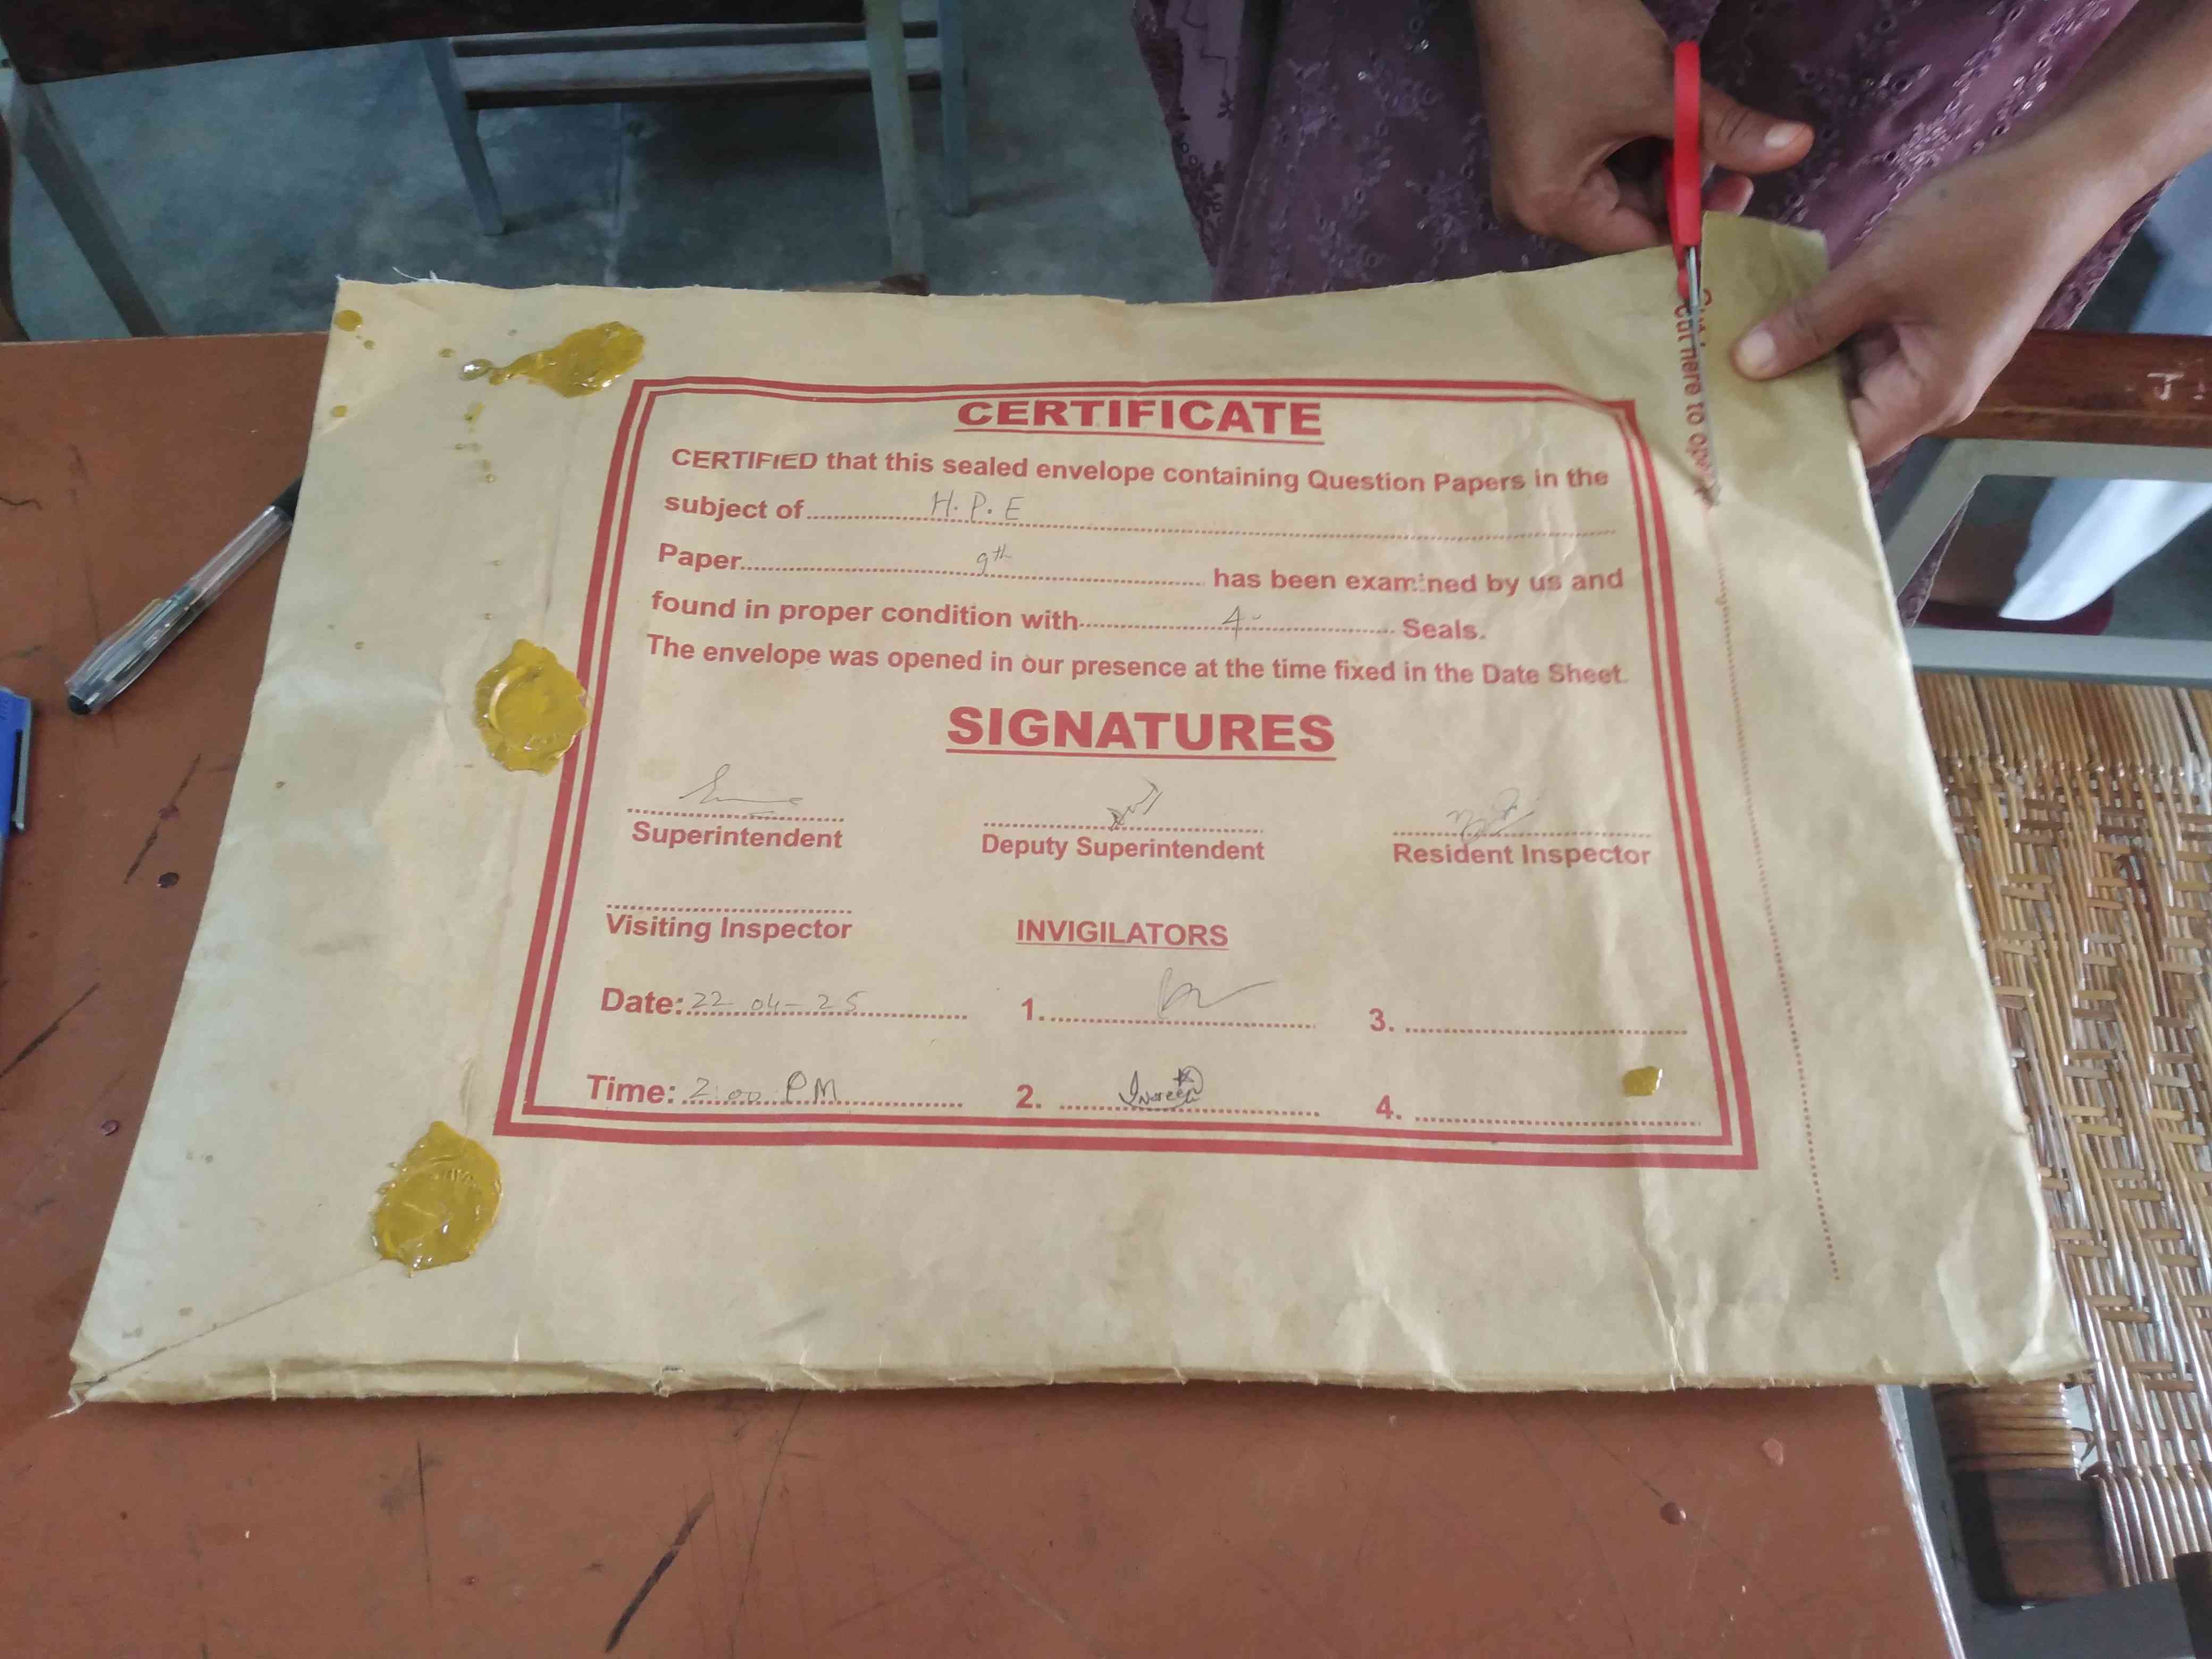 Cut here to open
CERTIFICATE
CERTIFIED that this sealed envelope containing Question Papers in the
subject of H.P.E
Paper 9th has been examined by us and
found in proper condition with 4 Seals.
The envelope was opened in our presence at the time fixed in the Date Sheet.
SIGNATURES
Superintendent Deputy Superintendent Resident Inspector
Visiting Inspector INVIGILATORS
Date: 22-04-25 1. 3.
Time: 2:00 PM 2. 4.